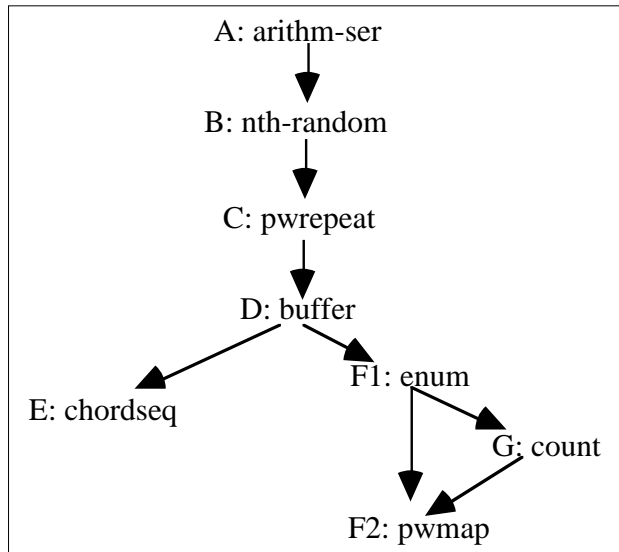 A: arithm-ser
B: nth-random
C: pwrepeat
D: buffer
F1: enum
E: chordseq
G: count
F2: pwmap